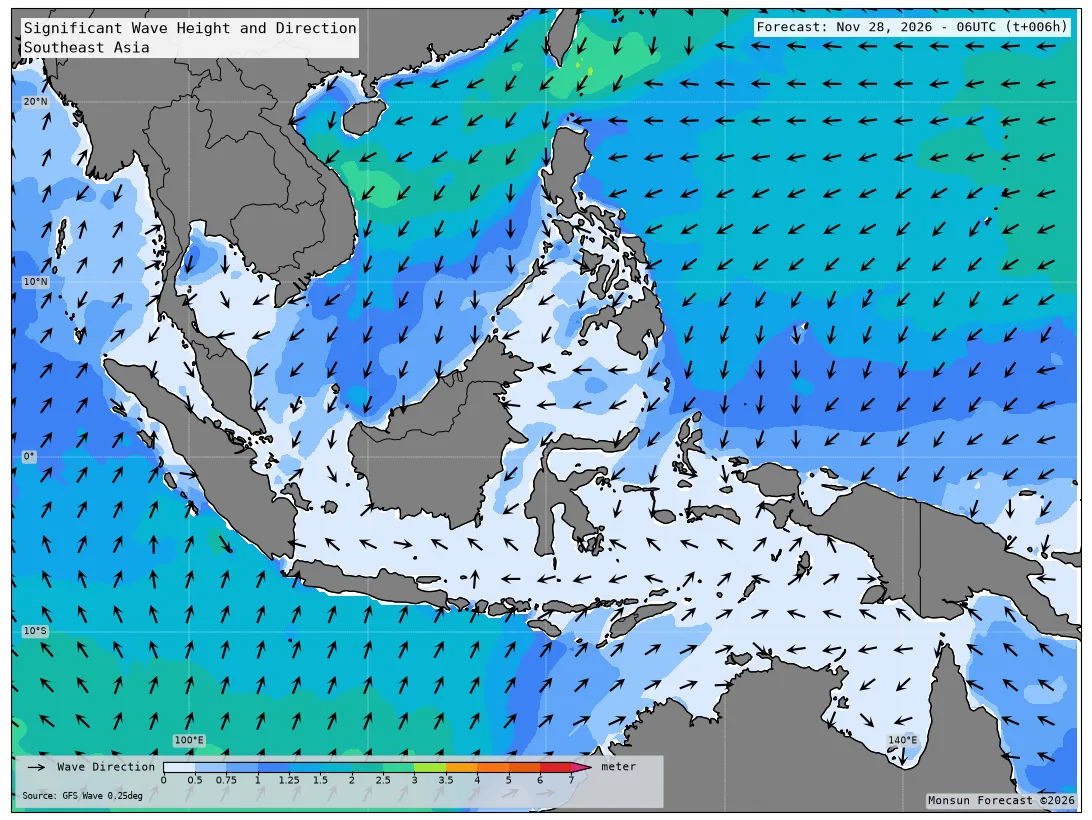 Significant Wave Height and Direction
Southeast Asia
Forecast: Nov 28, 2026 - 06UTC (t+006h)
20°N
10°N
0°
10°S
100°E
140°E
Wave Direction
meter
0 0.5 0.75 1 1.25 1.5 2 2.5 3 3.5 4 5 6 7
Source: GFS Wave 0.25deg
Monsun Forecast ©2026